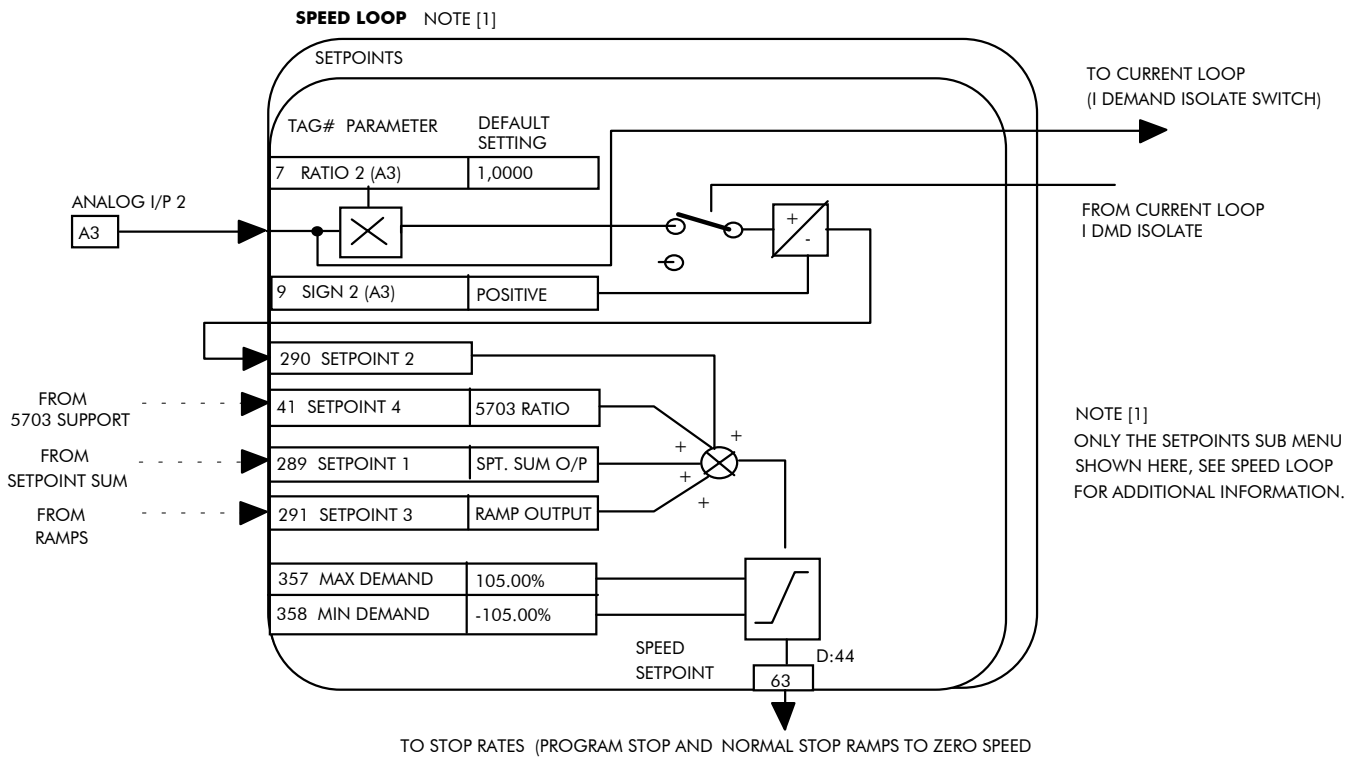 SPEED LOOP NOTE [1]
SETPOINTS
TO CURRENT LOOP
(I DEMAND ISOLATE SWITCH)
TAG# PARAMETER
DEFAULT
SETTING
7 RATIO 2 (A3) 1,0000
ANALOG I/P 2
A3
FROM CURRENT LOOP
I DMD ISOLATE
+
-
9 SIGN 2 (A3) POSITIVE
290 SETPOINT 2
FROM
5703 SUPPORT
41 SETPOINT 4 5703 RATIO
FROM
SETPOINT SUM
289 SETPOINT 1 SPT. SUM O/P
FROM
RAMPS
291 SETPOINT 3 RAMP OUTPUT
+
+
+
+
NOTE [1]
ONLY THE SETPOINTS SUB MENU
SHOWN HERE, SEE SPEED LOOP
FOR ADDITIONAL INFORMATION.
357 MAX DEMAND 105.00%
358 MIN DEMAND -105.00%
SPEED
SETPOINT
D:44
63
TO STOP RATES (PROGRAM STOP AND NORMAL STOP RAMPS TO ZERO SPEED